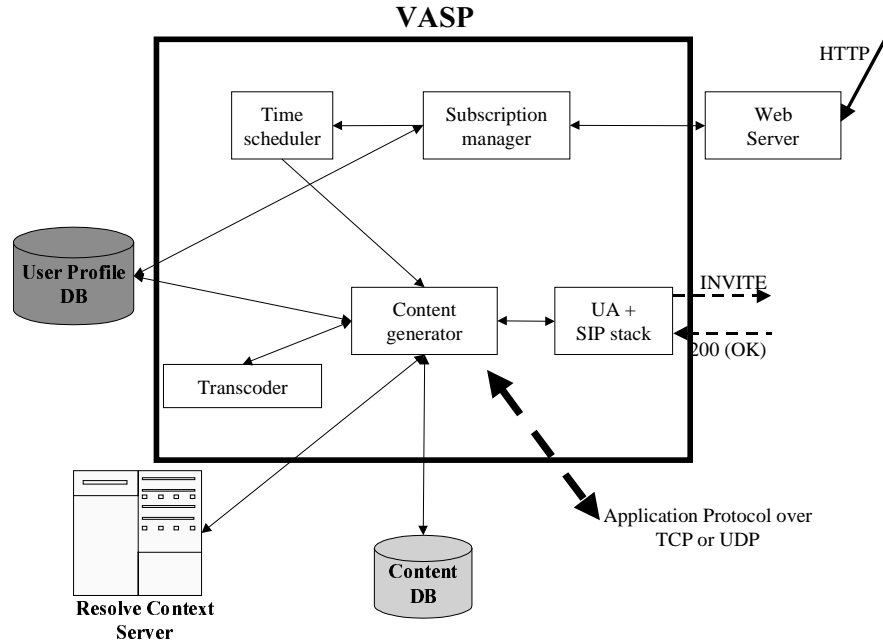 VASP
HTTP
Time
scheduler
Subscription
manager
Web
Server
User Profile
DB
Content
generator
UA +
SIP stack
INVITE
200 (OK)
Transcoder
Application Protocol over
TCP or UDP
Content
DB
Resolve Context
Server